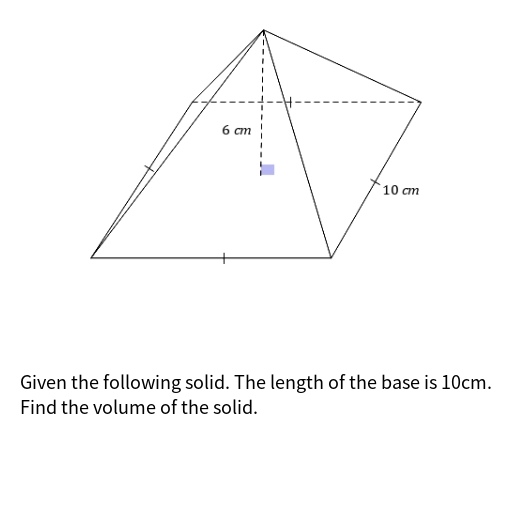 6 cm
10 cm
Given the following solid. The length of the base is 10cm.
Find the volume of the solid.